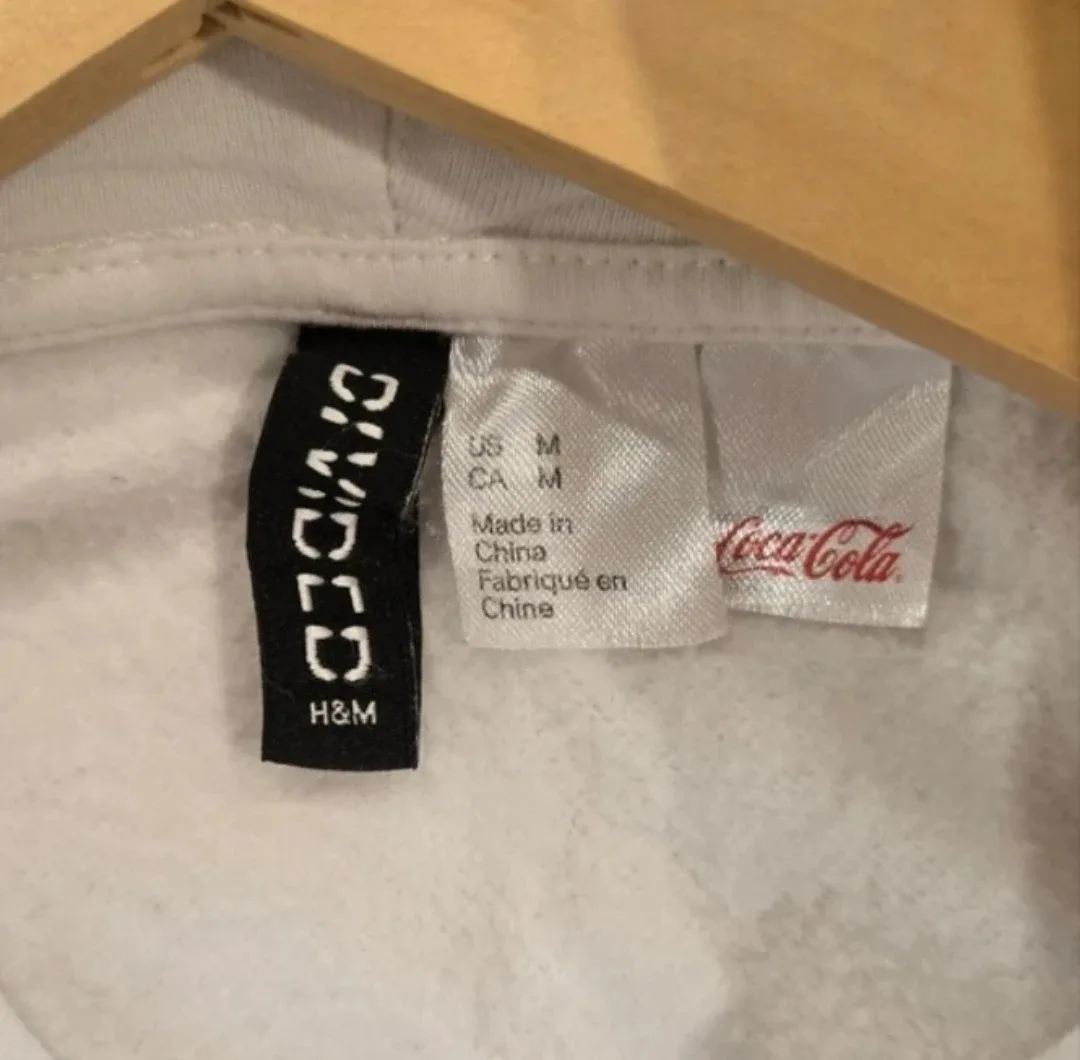 DIVIDED
H&M
US M
CA M
Made in
China
Fabriqué en
Chine
Coca-Cola